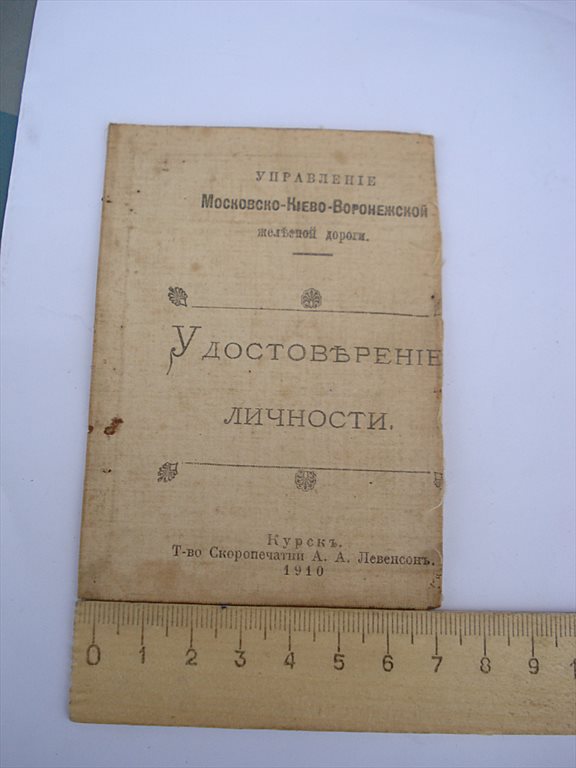 УПРАВЛЕНІЕ
Московско-Кіево-Воронежской
желѣзной дороги.
Удостовѣреніе
личности.
Курскъ.
Т-во Скоропечатни А. А. Левенсонъ.
1910
0 1 2 3 4 5 6 7 8 9 1